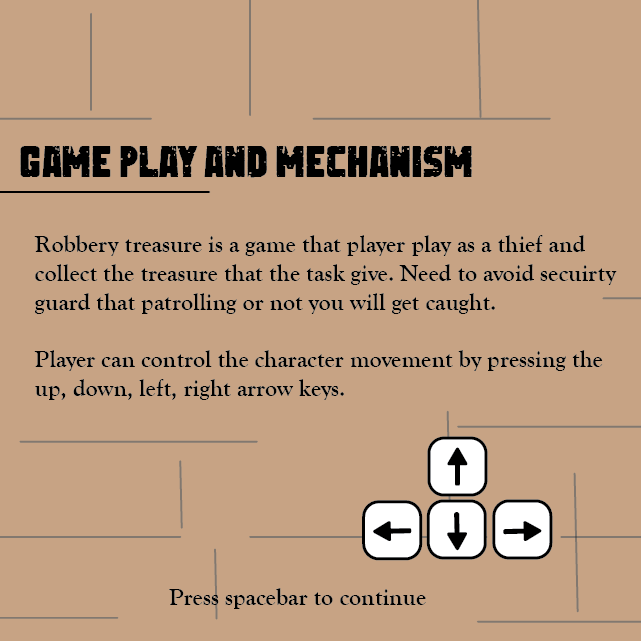 GAME PLAY AND MECHANISM
Robbery treasure is a game that player play as a thief and
collect the treasure that the task give. Need to avoid secuirty
guard that patrolling or not you will get caught.
Player can control the character movement by pressing the
up, down, left, right arrow keys.
Press spacebar to continue